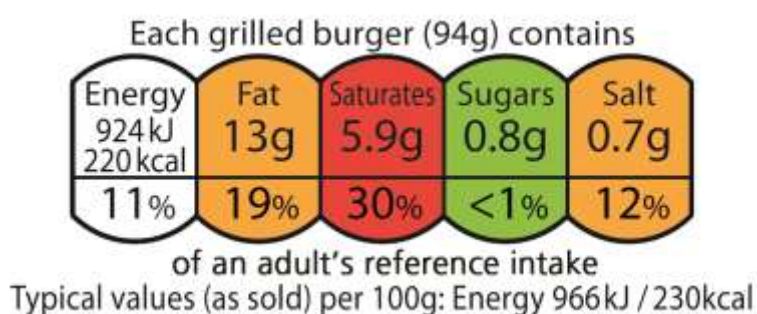 Each grilled burger (94g) contains
Energy Fat Saturates Sugars Salt
924kJ 13g 5.9g 0.8g 0.7g
220kcal
11% 19% 30% <1% 12%
of an adult's reference intake
Typical values (as sold) per 100g: Energy 966kJ / 230kcal